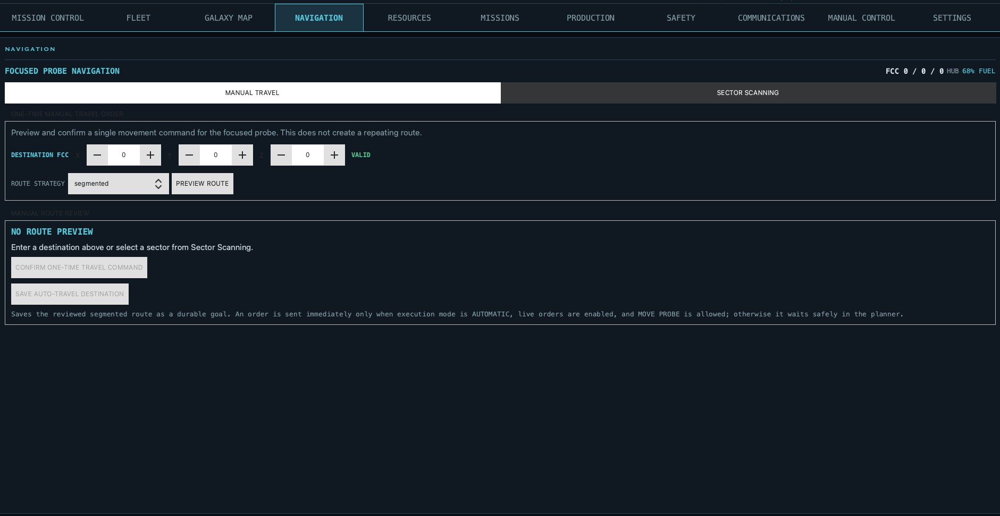 MISSION CONTROL FLEET GALAXY MAP NAVIGATION RESOURCES MISSIONS PRODUCTION SAFETY COMMUNICATIONS MANUAL CONTROL SETTINGS
NAVIGATION
FOCUSED PROBE NAVIGATION FCC 0 / 0 / 0 HUB 68% FUEL
MANUAL TRAVEL SECTOR SCANNING
ONE-TIME MANUAL TRAVEL ORDER
Preview and confirm a single movement command for the focused probe. This does not create a repeating route.
DESTINATION FCC X — 0 + Y — 0 + Z — 0 + VALID
ROUTE STRATEGY segmented PREVIEW ROUTE
MANUAL ROUTE REVIEW
NO ROUTE PREVIEW
Enter a destination above or select a sector from Sector Scanning.
CONFIRM ONE-TIME TRAVEL COMMAND
SAVE AUTO-TRAVEL DESTINATION
Saves the reviewed segmented route as a durable goal. An order is sent immediately only when execution mode is AUTOMATIC, live orders are enabled, and MOVE PROBE is allowed; otherwise it waits safely in the planner.